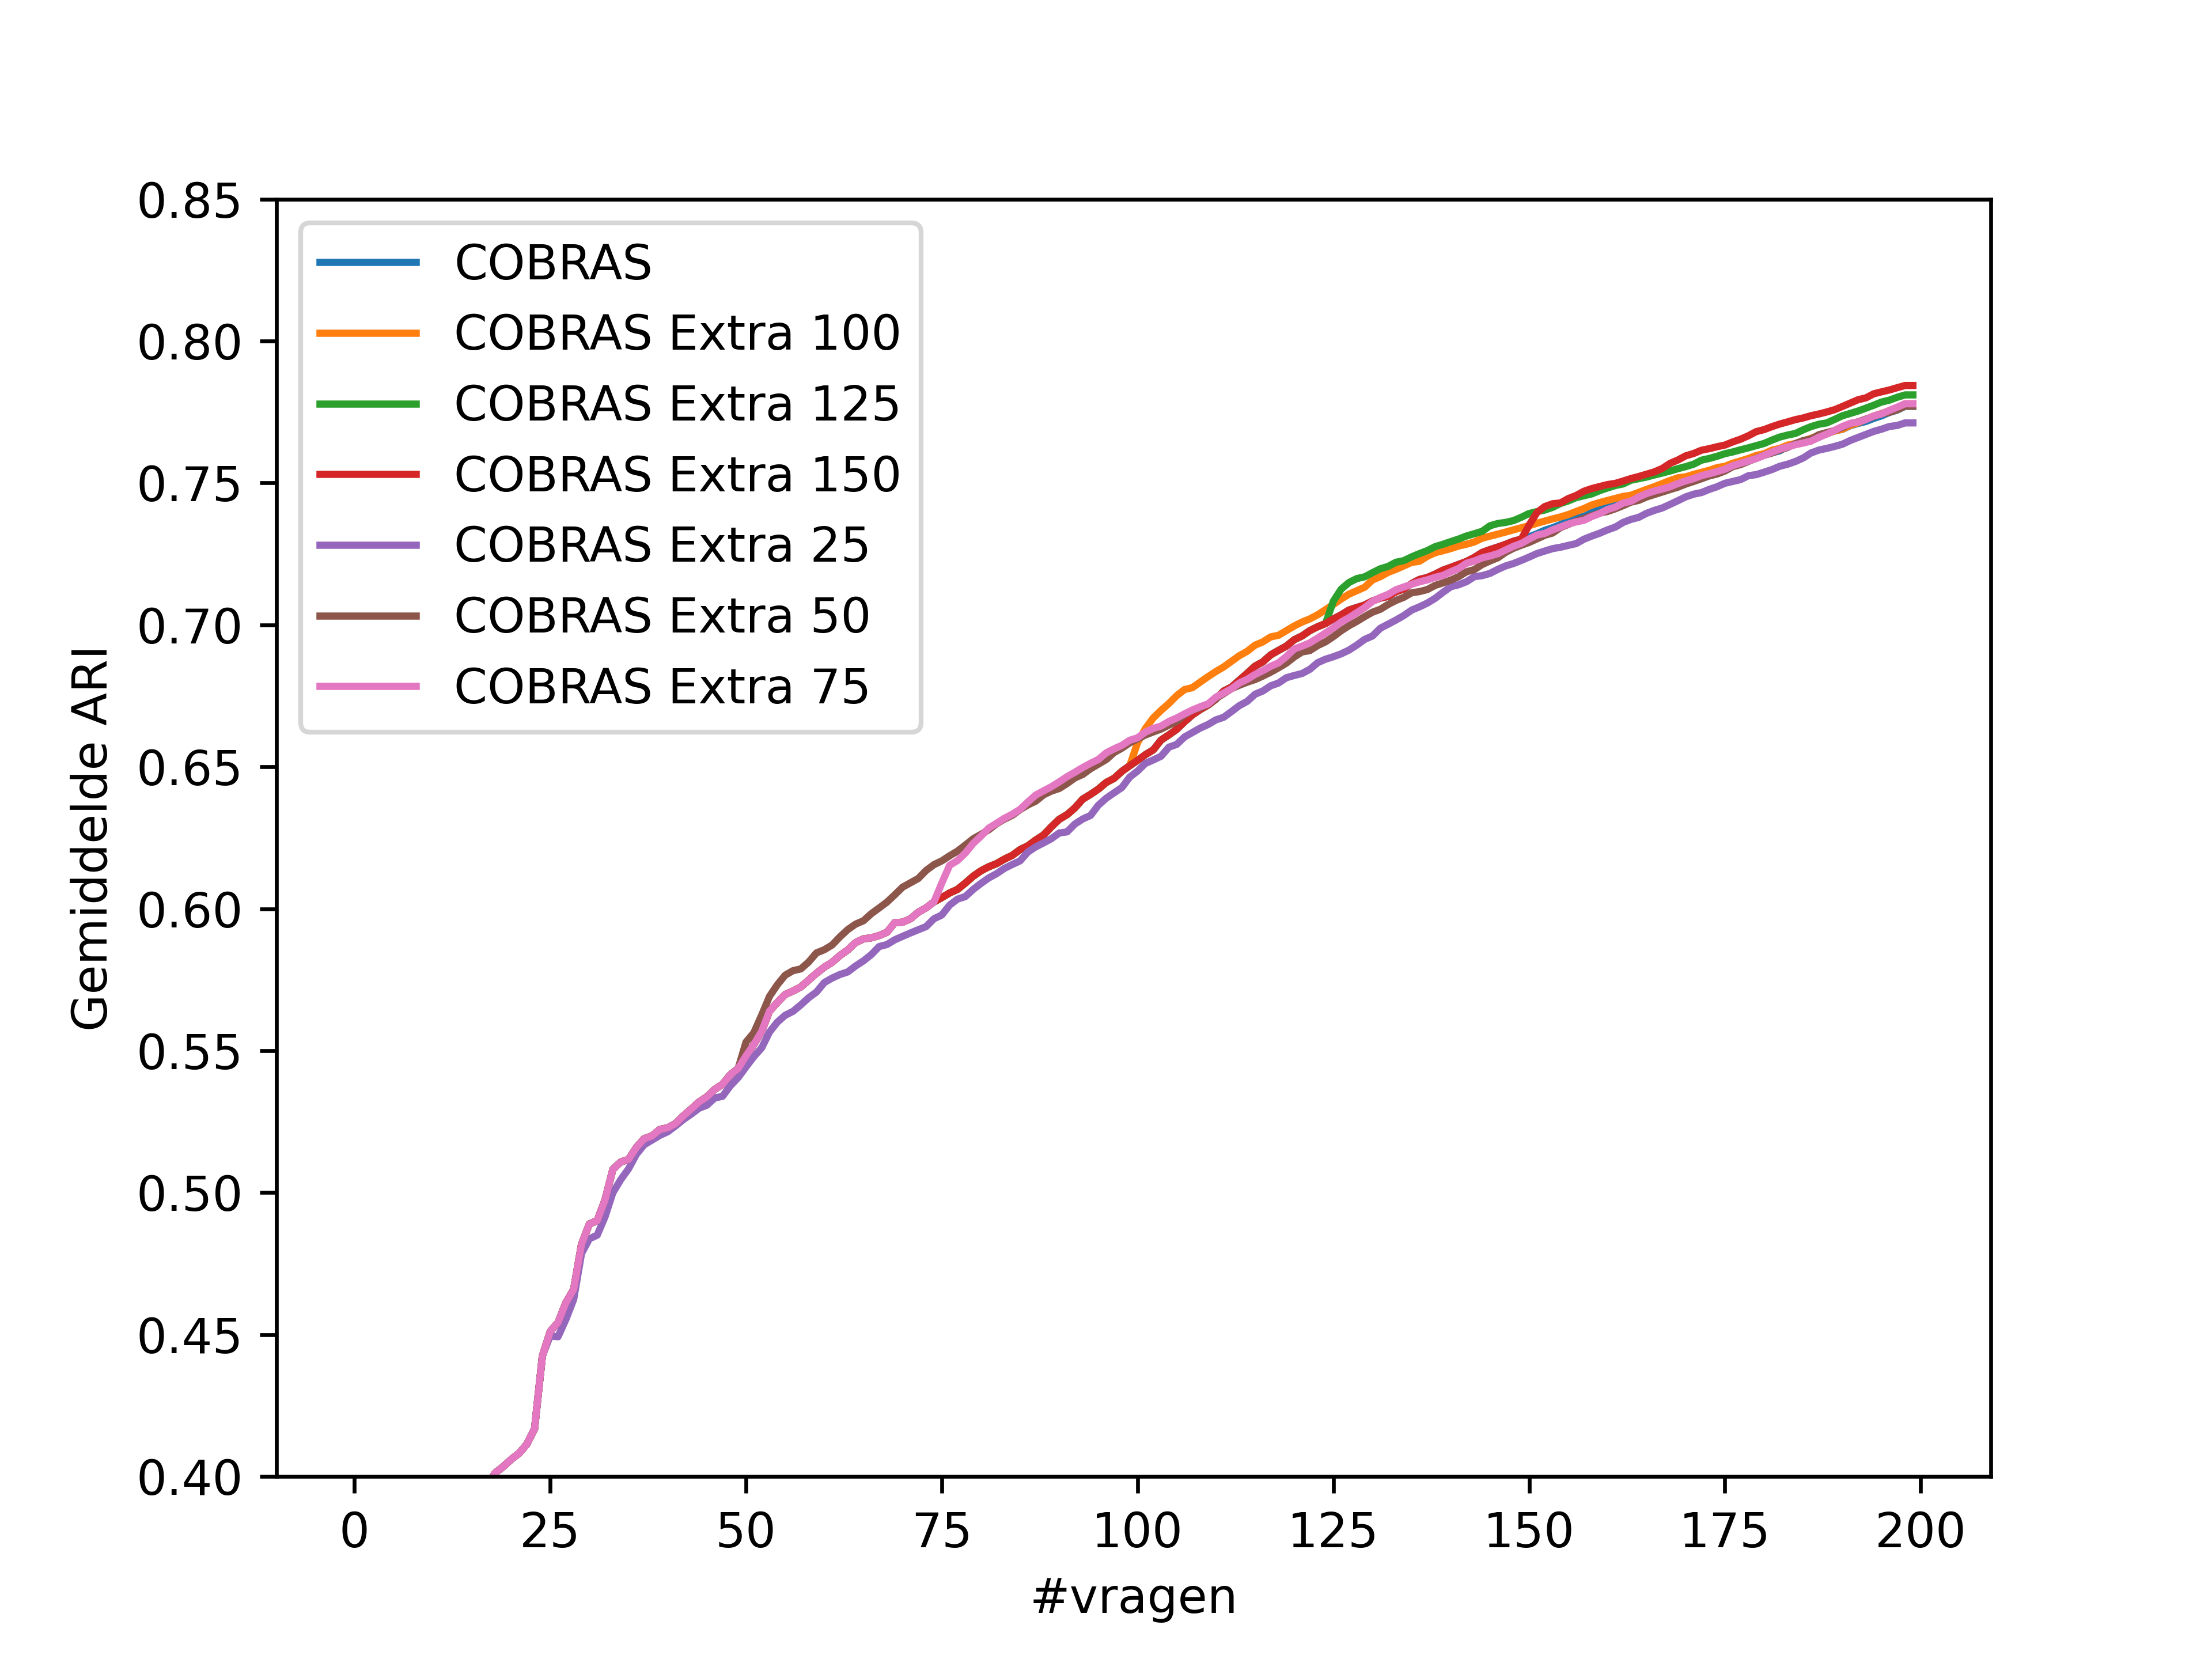 0.85
0.80
0.75
0.70
0.65
0.60
0.55
0.50
0.45
0.40
Gemiddelde ARI
COBRAS
COBRAS Extra 100
COBRAS Extra 125
COBRAS Extra 150
COBRAS Extra 25
COBRAS Extra 50
COBRAS Extra 75
0 25 50 75 100 125 150 175 200
#vragen